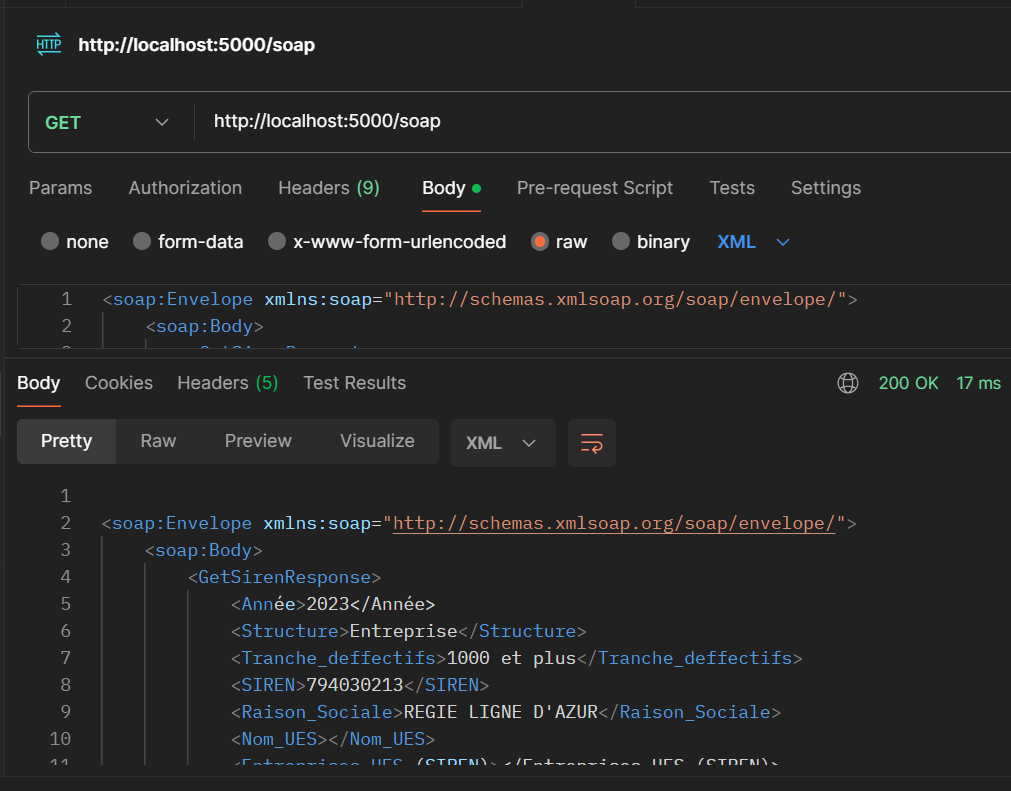 HTTP http://localhost:5000/soap
GET http://localhost:5000/soap
Params Authorization Headers (9) Body Pre-request Script Tests Settings
none form-data x-www-form-urlencoded raw binary XML
1 <soap:Envelope xmlns:soap="http://schemas.xmlsoap.org/soap/envelope/">
2 <soap:Body>
Body Cookies Headers (5) Test Results 200 OK 17 ms
Pretty Raw Preview Visualize XML
1
2 <soap:Envelope xmlns:soap="http://schemas.xmlsoap.org/soap/envelope/">
3 <soap:Body>
4 <GetSirenResponse>
5 <Année>2023</Année>
6 <Structure>Entreprise</Structure>
7 <Tranche_deffectifs>1000 et plus</Tranche_deffectifs>
8 <SIREN>794030213</SIREN>
9 <Raison_Sociale>REGIE LIGNE D'AZUR</Raison_Sociale>
10 <Nom_UES></Nom_UES>
11 <Entreprises_UES_(SIREN)></Entreprises_UES_(SIREN)>